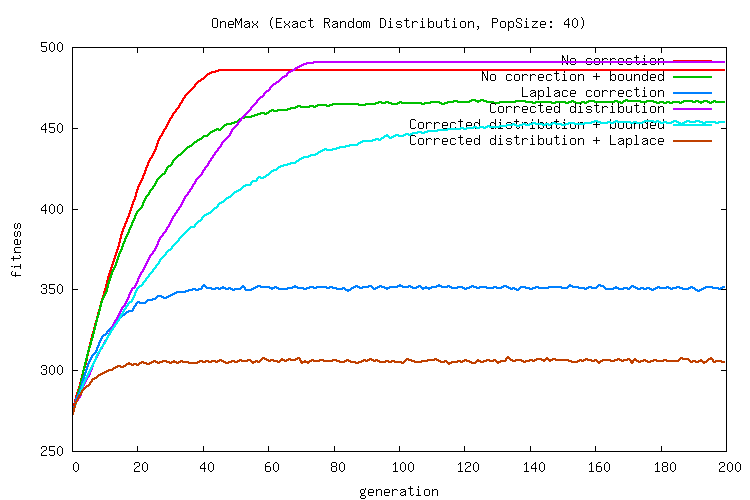 OneMax (Exact Random Distribution, PopSize: 40)
500
No correction
No correction + bounded
Laplace correction
Corrected distribution
Corrected distribution + bounded
Corrected distribution + Laplace
450
400
350
300
250
fitness
0 20 40 60 80 100 120 140 160 180 200
generation